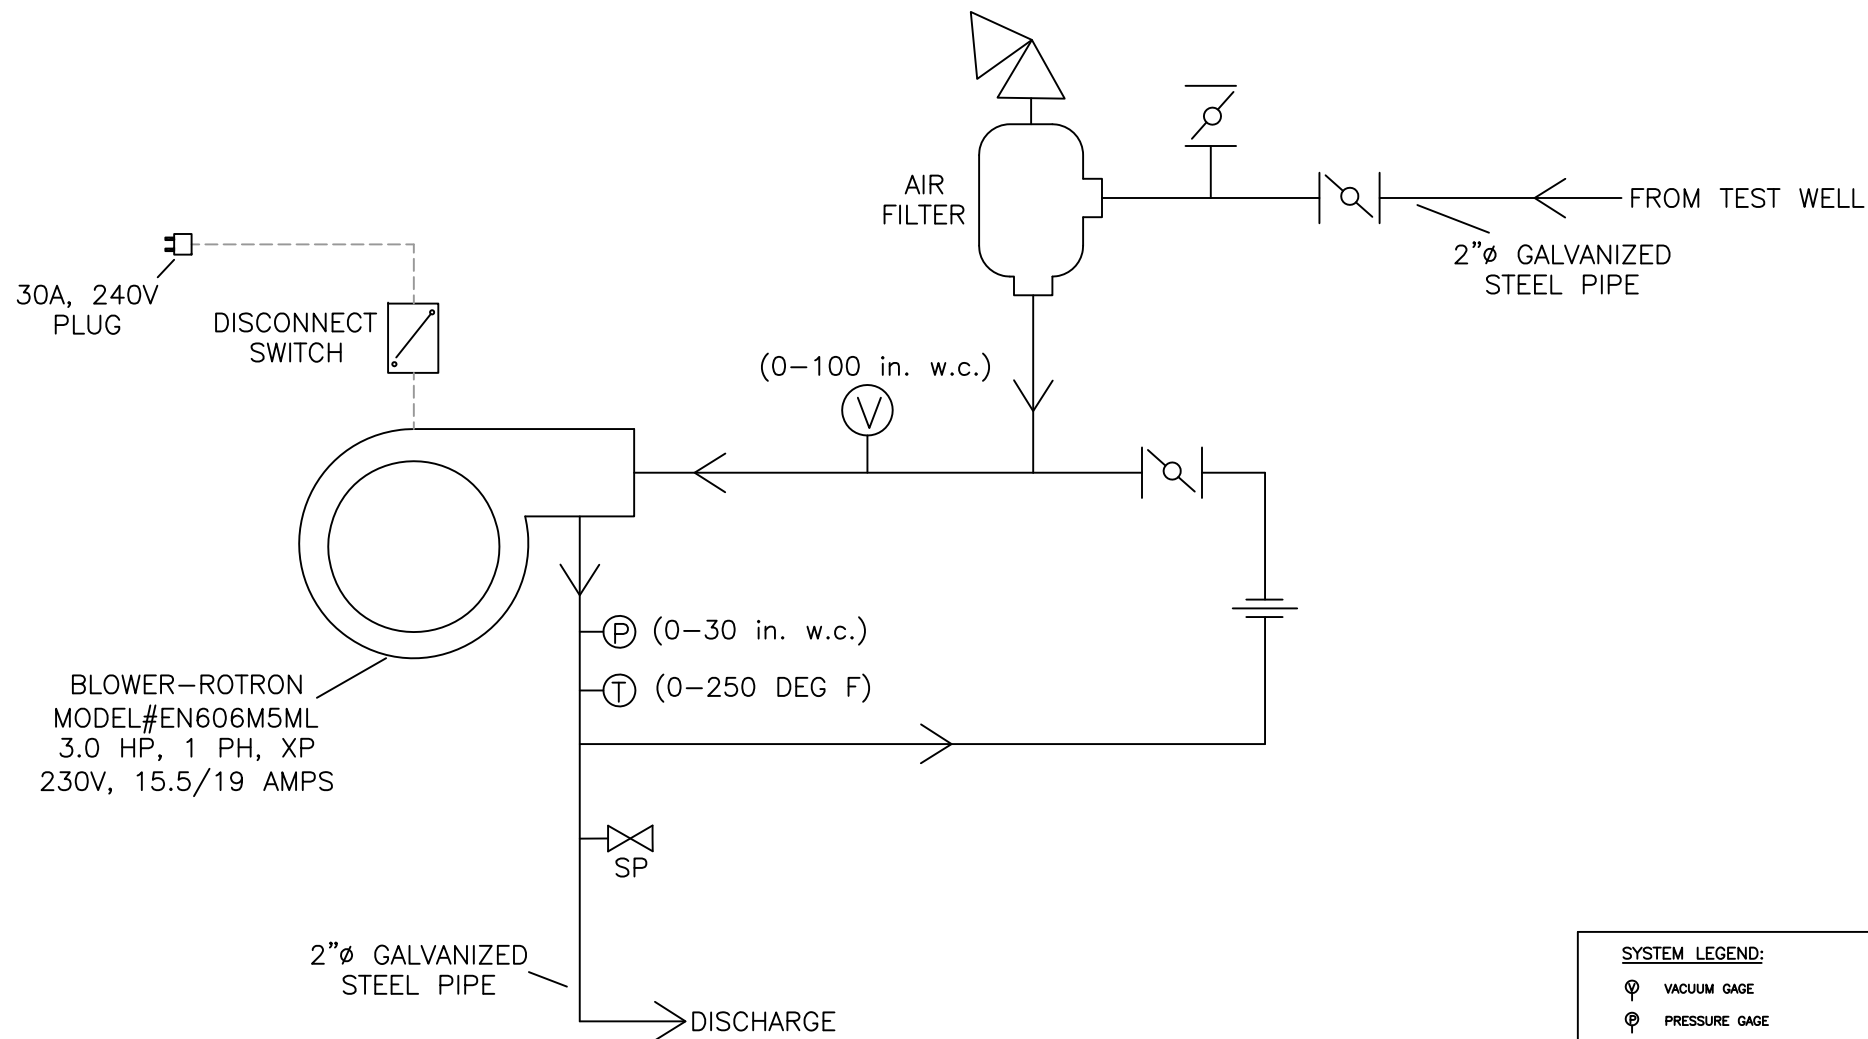 AIR
FILTER
FROM TEST WELL
2"ø GALVANIZED
STEEL PIPE
30A, 240V
PLUG
DISCONNECT
SWITCH
(0-100 in. w.c.)
V
P (0-30 in. w.c.)
T (0-250 DEG F)
BLOWER-ROTRON
MODEL#EN606M5ML
3.0 HP, 1 PH, XP
230V, 15.5/19 AMPS
SP
2"ø GALVANIZED
STEEL PIPE
DISCHARGE
SYSTEM LEGEND:
V VACUUM GAGE
P PRESSURE GAGE